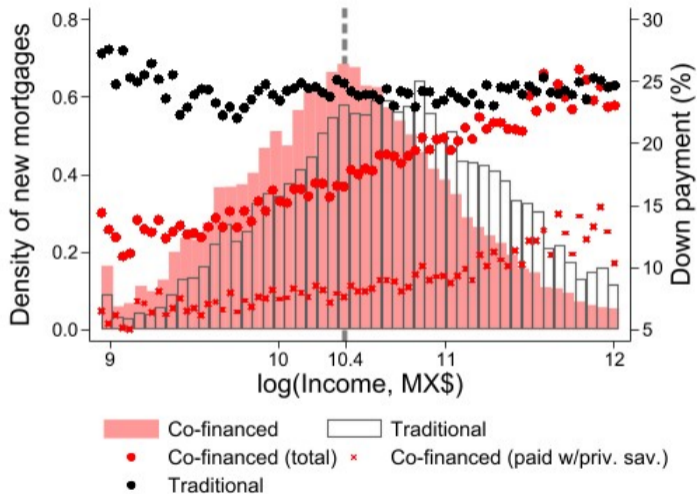 0.8
30
0.6
25
20
0.4
15
0.2
10
0.0
5
Density of new mortgages
Down payment (%)
9
10
10.4
11
12
log(Income, MX$)
Co-financed
Traditional
Co-financed (total)
Co-financed (paid w/priv. sav.)
Traditional